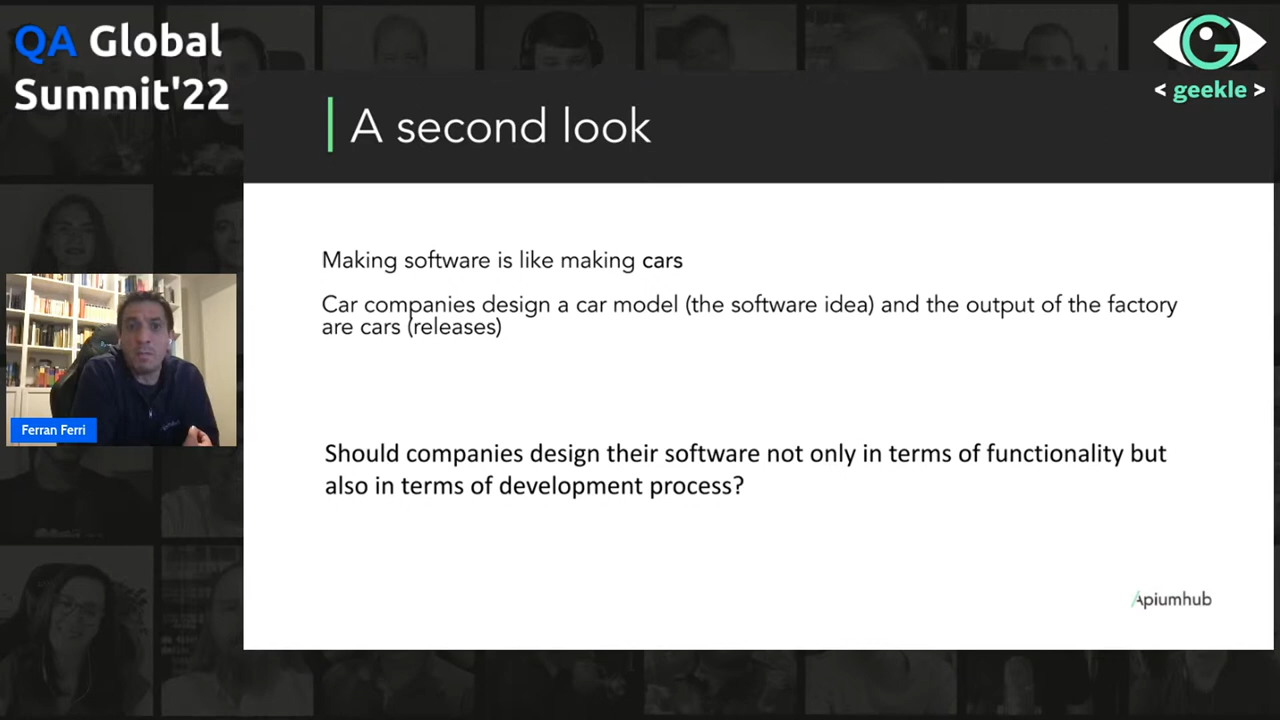 QA Global
Summit'22
< geekle >
A second look
Making software is like making cars
Car companies design a car model (the software idea) and the output of the factory
are cars (releases)
Ferran Ferri
Should companies design their software not only in terms of functionality but
also in terms of development process?
Apiumhub